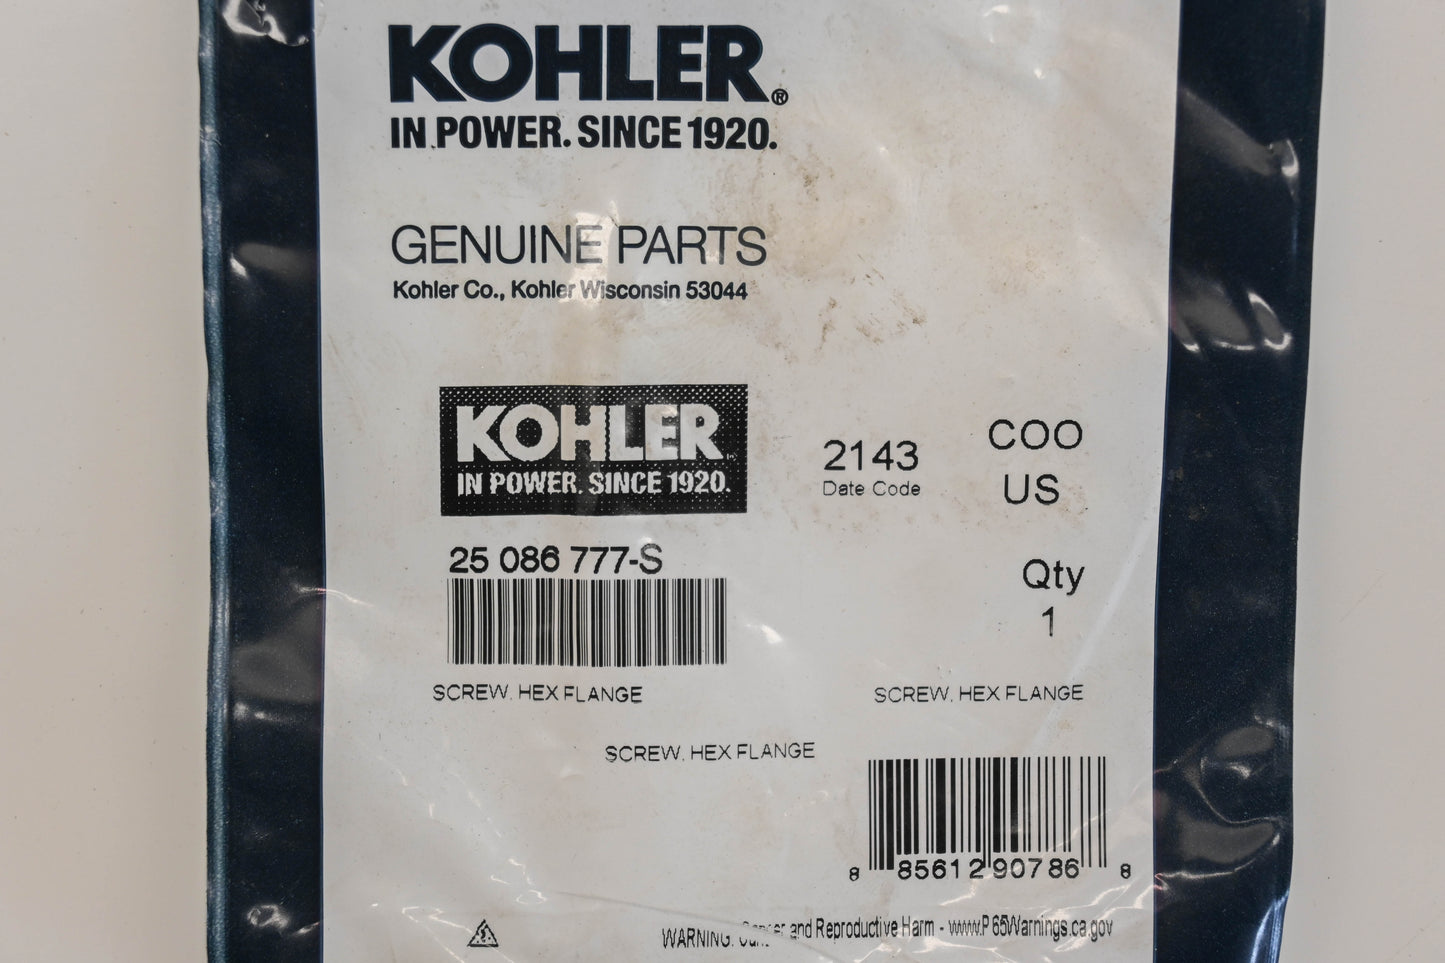 KOHLER®
IN POWER. SINCE 1920.
GENUINE PARTS
Kohler Co., Kohler Wisconsin 53044
KOHLER
IN POWER. SINCE 1920.
2143
Date Code
COO
US
25 086 777-S
Qty
1
SCREW, HEX FLANGE
SCREW, HEX FLANGE
SCREW, HEX FLANGE
8 85612 90786 8
WARNING: Cancer and Reproductive Harm - www.P65Warnings.ca.gov